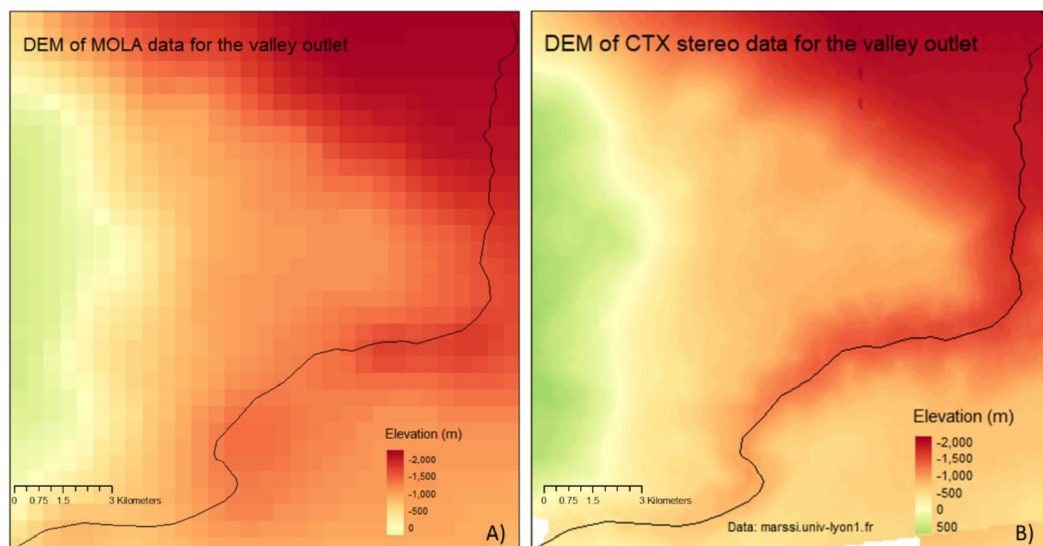 DEM of MOLA data for the valley outlet
Elevation (m)
-2,000
-1,500
-1,000
-500
0
0 0.75 1.5 3 Kilometers
A)
DEM of CTX stereo data for the valley outlet
Elevation (m)
-2,000
-1,500
-1,000
-500
0
500
0 0.75 1.5 3 Kilometers
Data: marssi.univ-lyon1.fr
B)